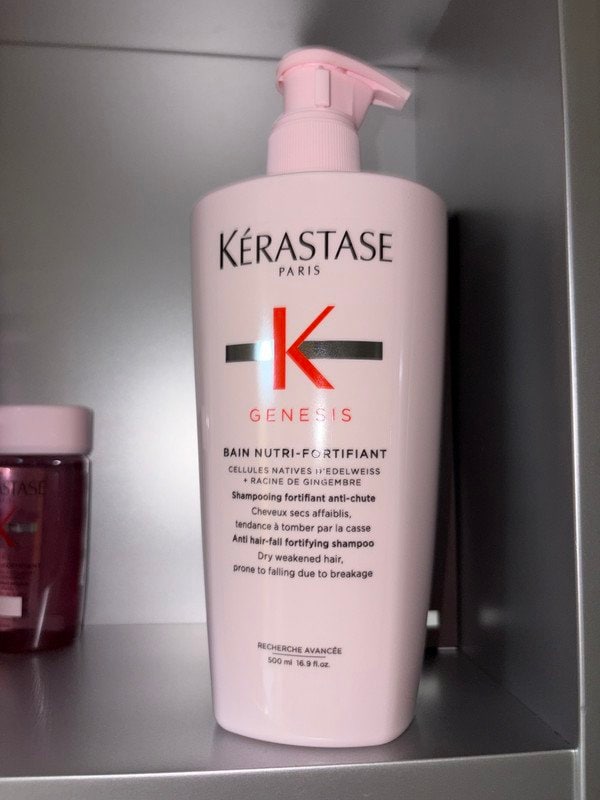 KÉRASTASE
PARIS
K
GENESIS
BAIN NUTRI-FORTIFIANT
CELLULES NATIVES D'EDELWEISS
+ RACINE DE GINGEMBRE
Shampooing fortifiant anti-chute
Cheveux secs affaiblis,
tendance à tomber par la casse
Anti hair-fall fortifying shampoo
Dry weakened hair,
prone to falling due to breakage
RECHERCHE AVANCÉE
500 ml 16.9 fl.oz.
ASTASE
K